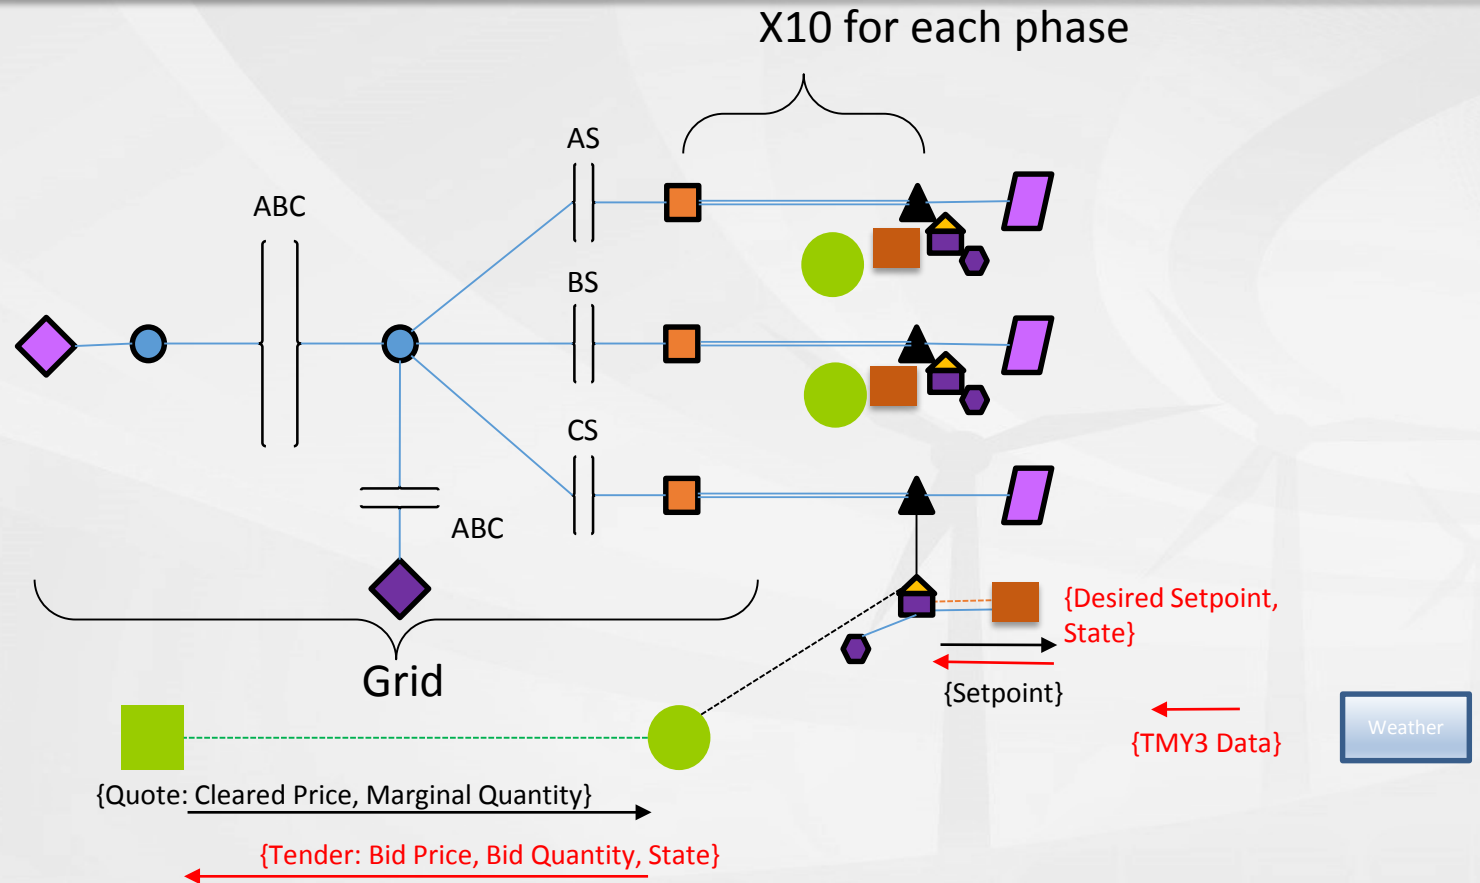 X10 for each phase
AS
ABC
BS
CS
ABC
{Desired Setpoint,
State}
Grid
{Setpoint}
Weather
{TMY3 Data}
{Quote: Cleared Price, Marginal Quantity}
{Tender: Bid Price, Bid Quantity, State}